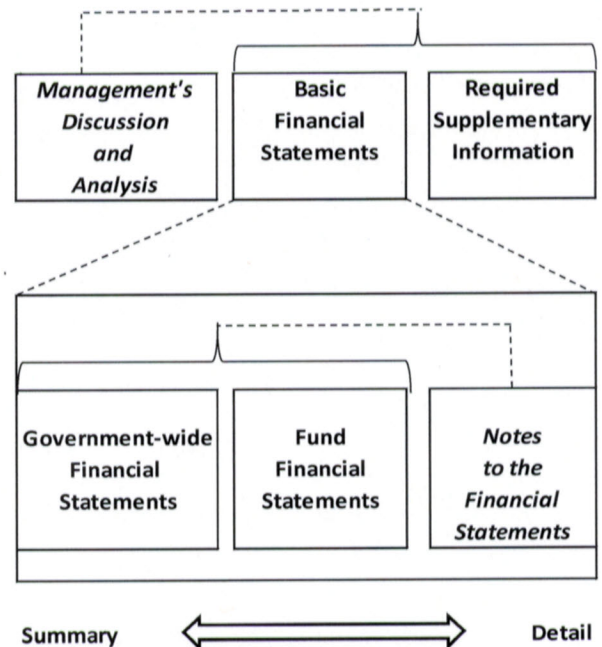 Management's
Discussion
and
Analysis
Basic
Financial
Statements
Required
Supplementary
Information
Government-wide
Financial
Statements
Fund
Financial
Statements
Notes
to the
Financial
Statements
Summary
Detail